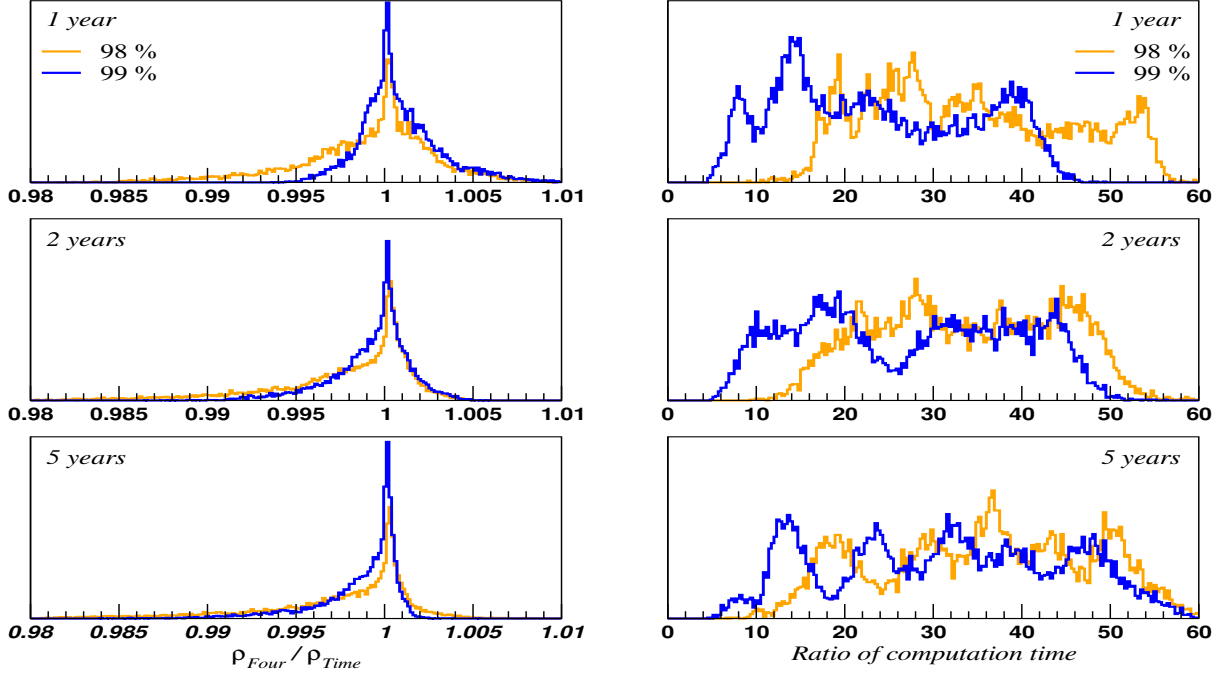 1 year
98 %
99 %
0.98 0.985 0.99 0.995 1 1.005 1.01
1 year
98 %
99 %
0 10 20 30 40 50 60
2 years
0.98 0.985 0.99 0.995 1 1.005 1.01
2 years
0 10 20 30 40 50 60
5 years
0.98 0.985 0.99 0.995 1 1.005 1.01
ρFour / ρTime
5 years
0 10 20 30 40 50 60
Ratio of computation time